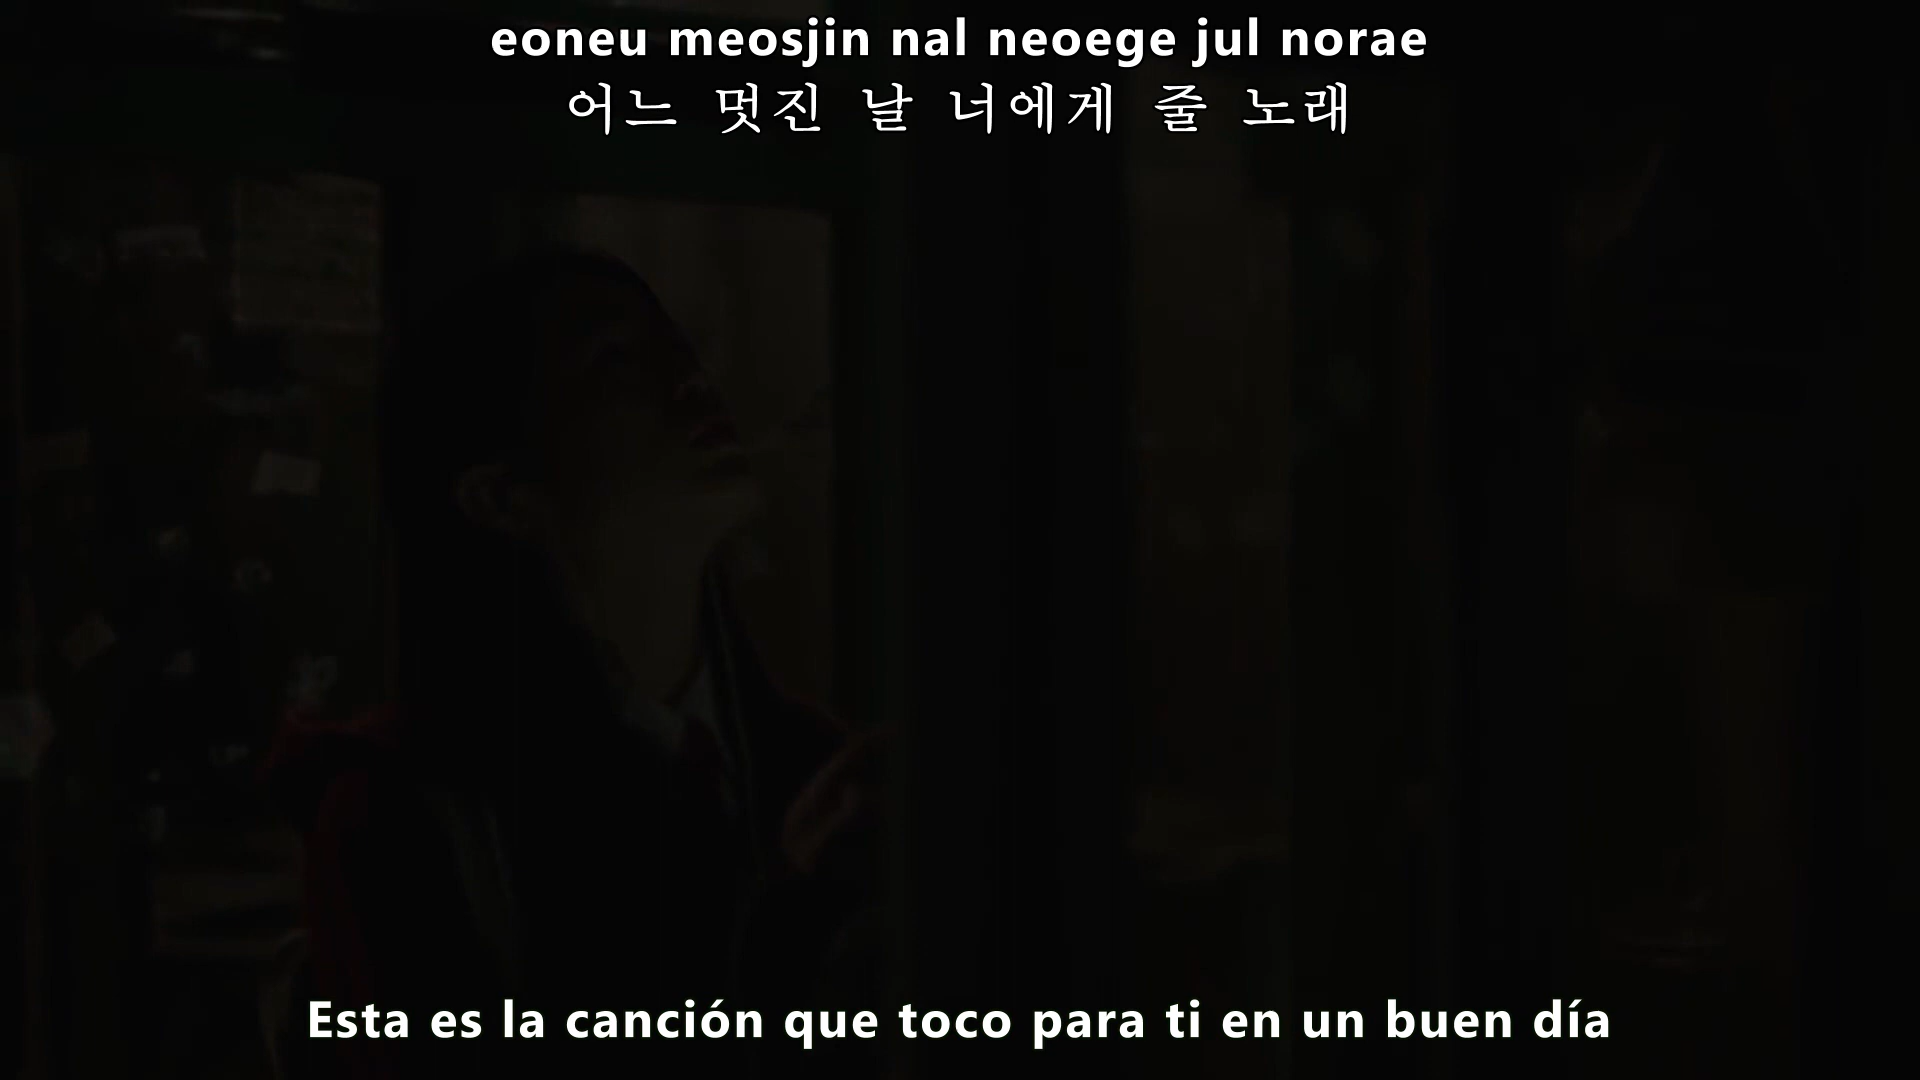 eoneu meosjin nal neoege jul norae
어느 멋진 날 너에게 줄 노래
Esta es la canción que toco para ti en un buen día